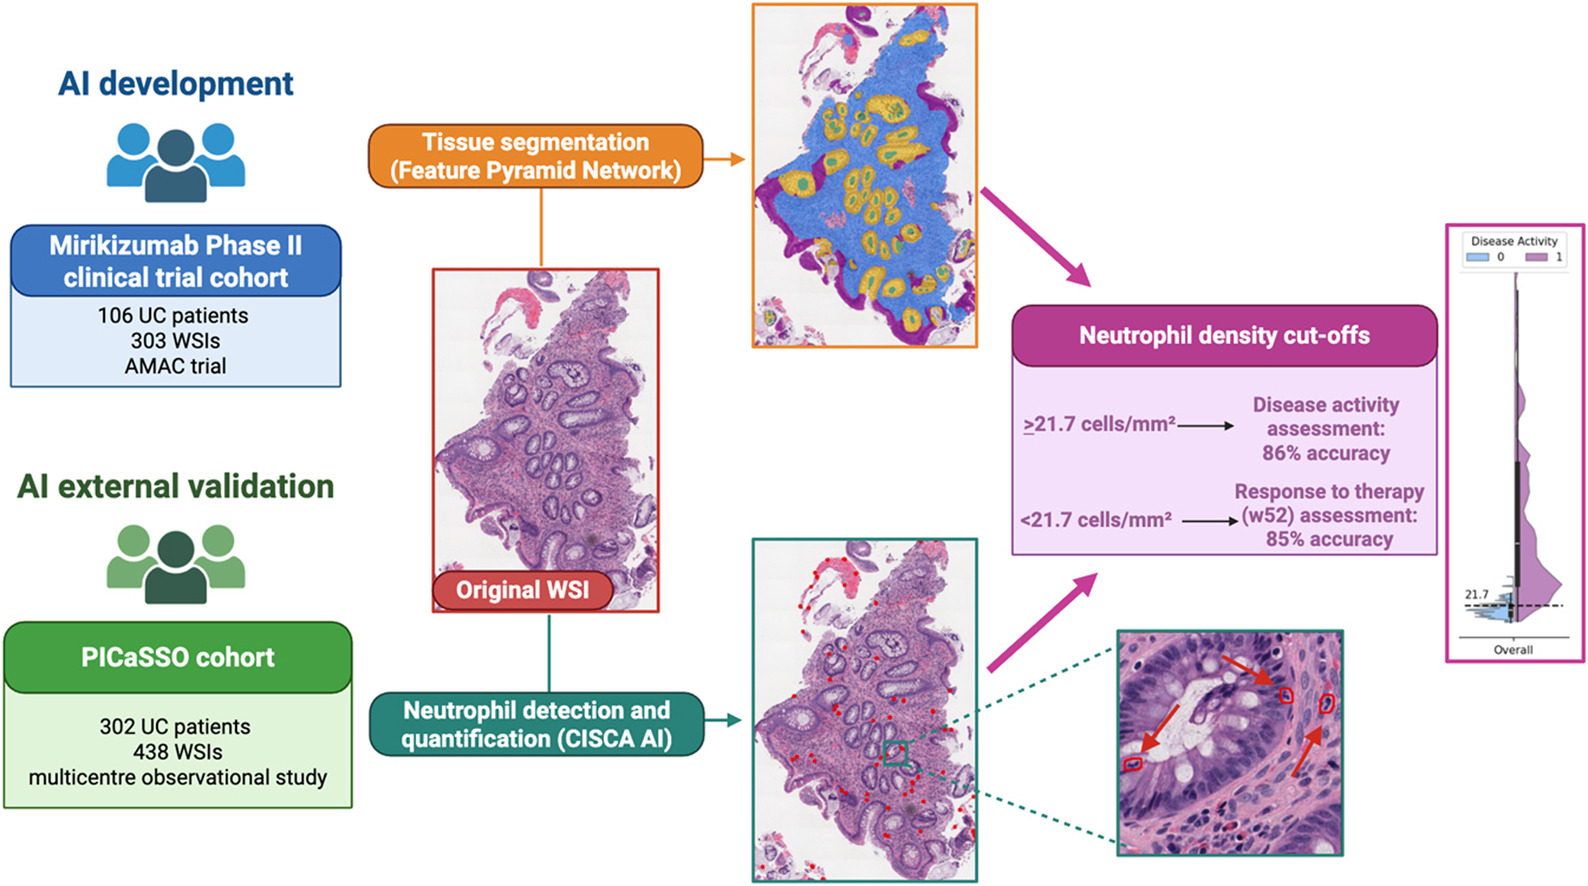 AI development
Mirikizumab Phase II
clinical trial cohort
106 UC patients
303 WSIs
AMAC trial
AI external validation
PICaSSO cohort
302 UC patients
438 WSIs
multicentre observational study
Tissue segmentation
(Feature Pyramid Network)
Original WSI
Neutrophil detection and
quantification (CISCA AI)
Neutrophil density cut-offs
≥21.7 cells/mm²
Disease activity
assessment:
86% accuracy
<21.7 cells/mm²
Response to therapy
(w52) assessment:
85% accuracy
Disease Activity
0 1
21.7
Overall